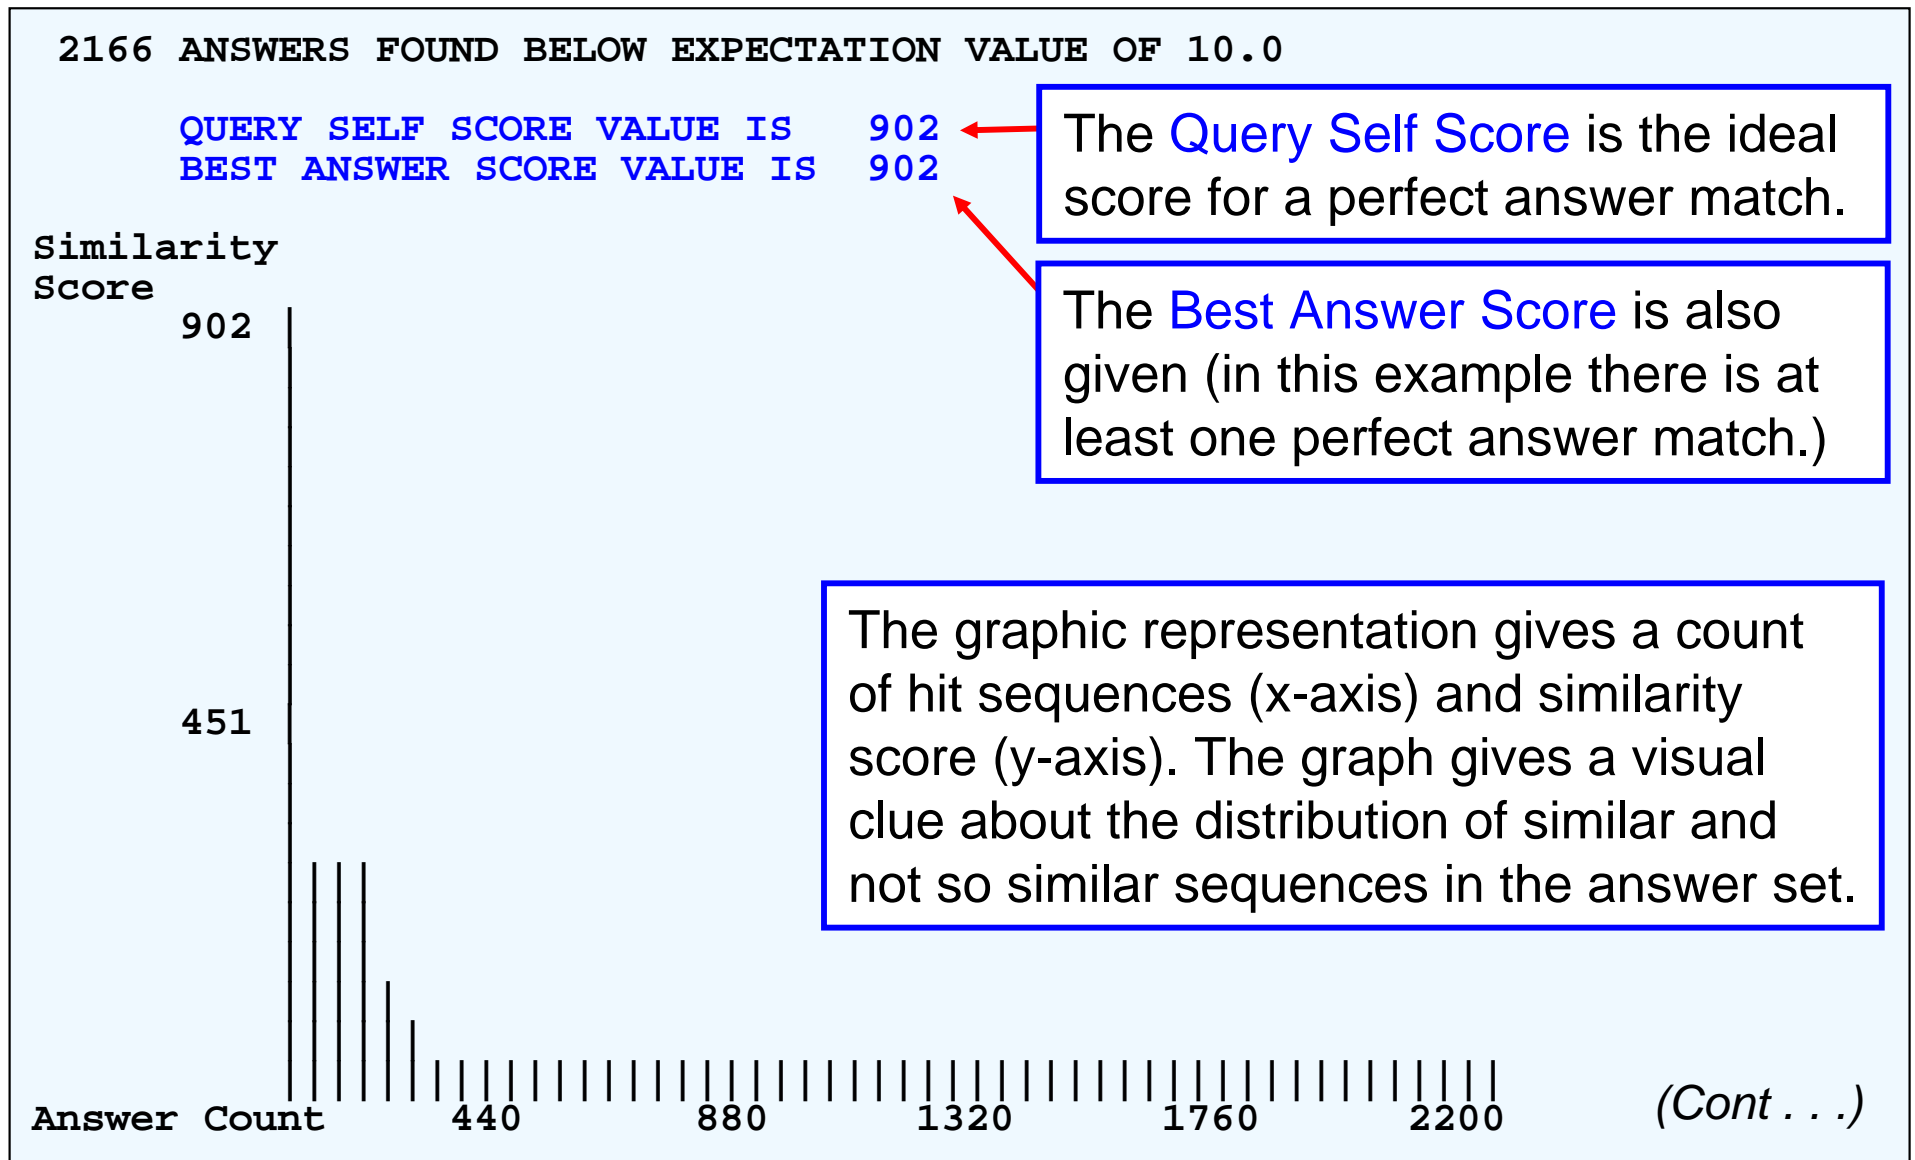 2166 ANSWERS FOUND BELOW EXPECTATION VALUE OF 10.0
QUERY SELF SCORE VALUE IS 902
BEST ANSWER SCORE VALUE IS 902
The Query Self Score is the ideal
score for a perfect answer match.
The Best Answer Score is also
given (in this example there is at
least one perfect answer match.)
Similarity
Score
902
451
The graphic representation gives a count
of hit sequences (x-axis) and similarity
score (y-axis). The graph gives a visual
clue about the distribution of similar and
not so similar sequences in the answer set.
Answer Count 440 880 1320 1760 2200
(Cont . . .)